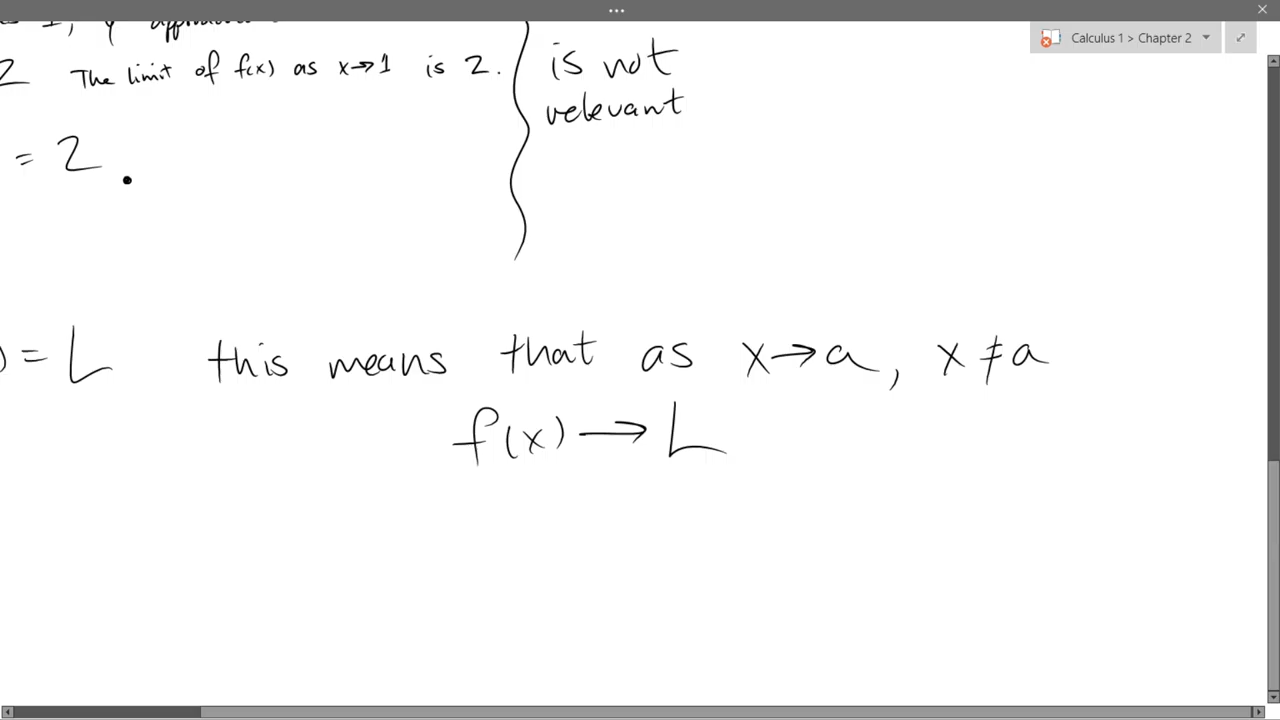 Calculus 1 > Chapter 2
2 The limit of f(x) as x→1 is 2.
is not
relevant
= 2.
) = L this means that as x→a, x≠a
f(x) → L